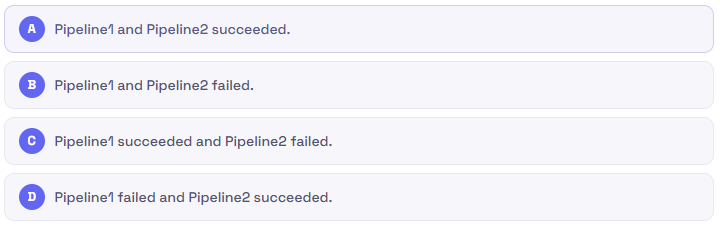 A Pipeline1 and Pipeline2 succeeded.
B Pipeline1 and Pipeline2 failed.
C Pipeline1 succeeded and Pipeline2 failed.
D Pipeline1 failed and Pipeline2 succeeded.